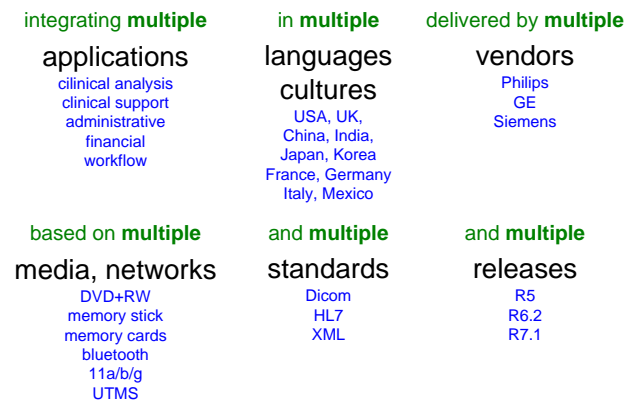 integrating multiple
applications
cilinical analysis
clinical support
administrative
financial
workflow
in multiple
languages
cultures
USA, UK,
China, India,
Japan, Korea
France, Germany
Italy, Mexico
delivered by multiple
vendors
Philips
GE
Siemens
based on multiple
media, networks
DVD+RW
memory stick
memory cards
bluetooth
11a/b/g
UTMS
and multiple
standards
Dicom
HL7
XML
and multiple
releases
R5
R6.2
R7.1